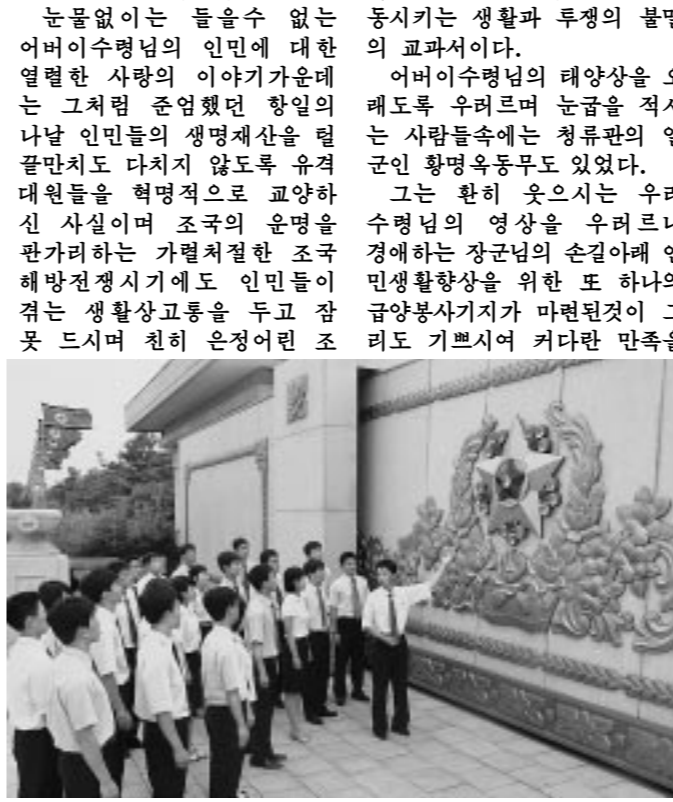 눈물없이는 들을수 없는
어버이수령님의 인민에 대한
열렬한 사랑의 이야기가운데
는 그처럼 준엄했던 항일의
나날 인민들의 생명재산을 털
끝만치도 다치지 않도록 유격
대원들을 혁명적으로 교양하
신 사실이며 조국의 운명을
판가리하는 가렬처절한 조국
해방전쟁시기에도 인민들이
겪는 생활상고통을 두고 잠
못 드시며 친히 은정어린 조
동시키는 생활과 투쟁의 불멸
의 교과서이다.
어버이수령님의 태양상을 오
래도록 우러르며 눈굽을 적시
는 사람들속에는 청류관의
군인 황명옥동무도 있었다.
그는 환히 웃으시는 우리
수령님의 영상을 우러르니
경애하는 장군님의 손길아래 인
민생활향상을 위한 또 하나의
급양봉사기지가 마련된것이 그
리도 기쁘시여 커다란 만족을